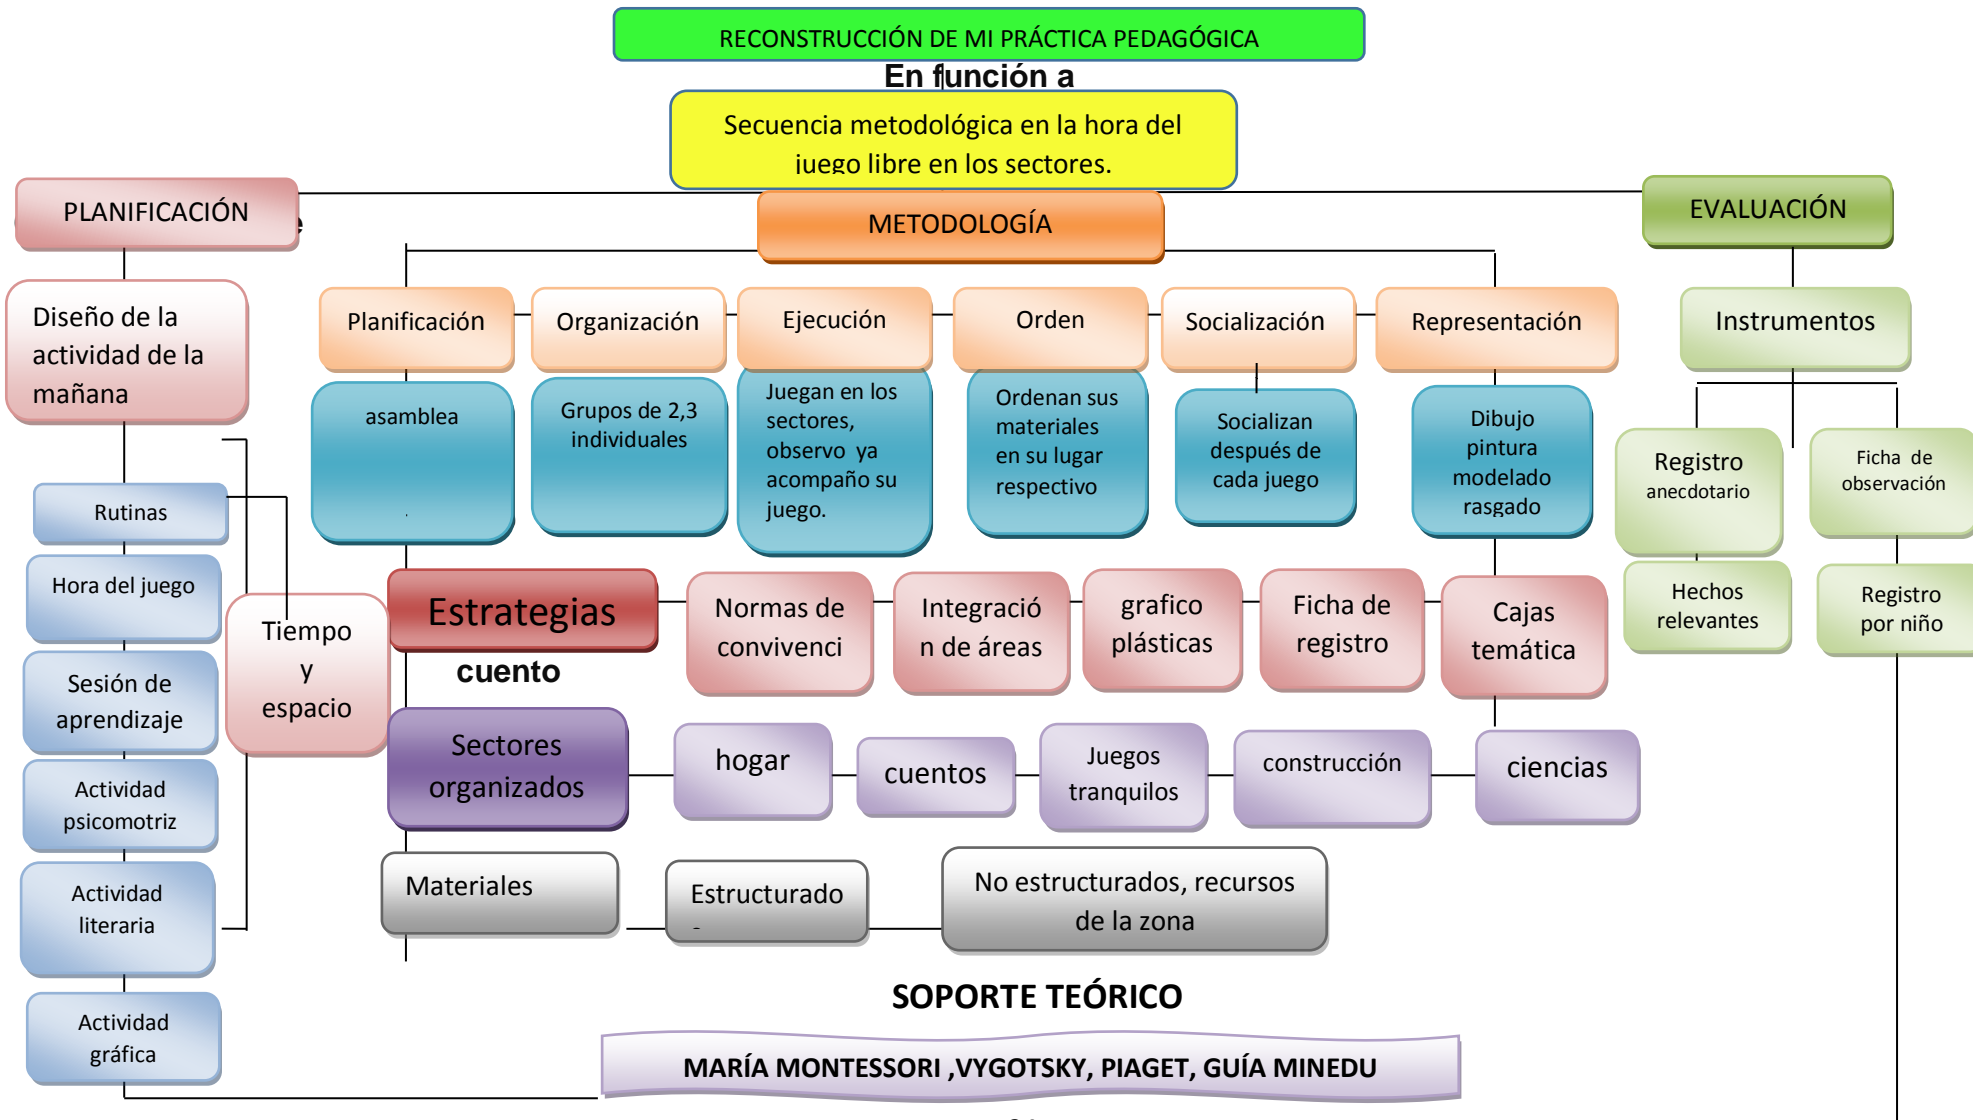 RECONSTRUCCIÓN DE MI PRÁCTICA PEDAGÓGICA
En función a
Secuencia metodológica en la hora del
juego libre en los sectores.
PLANIFICACIÓN
METODOLOGÍA
EVALUACIÓN
Diseño de la
actividad de la
mañana
Rutinas
Hora del juego
Sesión de
aprendizaje
Actividad
psicomotriz
Actividad
literaria
Actividad
gráfica
Tiempo
y
espacio
Planificación
Organización
Ejecución
Orden
Socialización
Representación
asamblea
Grupos de 2,3
individuales
Juegan en los
sectores,
observo ya
acompaño su
juego.
Ordenan sus
materiales
en su lugar
respectivo
Socializan
después de
cada juego
Dibujo
pintura
modelado
rasgado
Estrategias
cuento
Normas de
convivenci
Integració
n de áreas
grafico
plásticas
Ficha de
registro
Cajas
temática
Sectores
organizados
hogar
cuentos
Juegos
tranquilos
construcción
ciencias
Materiales
Estructurado
No estructurados, recursos
de la zona
Instrumentos
Registro
anecdotario
Hechos
relevantes
Ficha de
observación
Registro
por niño
SOPORTE TEÓRICO
MARÍA MONTESSORI ,VYGOTSKY, PIAGET, GUÍA MINEDU